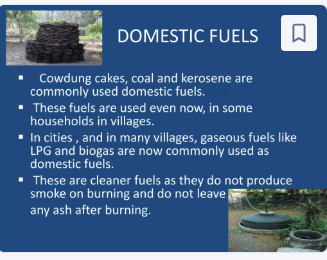 DOMESTIC FUELS
Cowdung cakes, coal and kerosene are
commonly used domestic fuels.
These fuels are used even now, in some
households in villages.
In cities , and in many villages, gaseous fuels like
LPG and biogas are now commonly used as
domestic fuels.
These are cleaner fuels as they do not produce
smoke on burning and do not leave
any ash after burning.